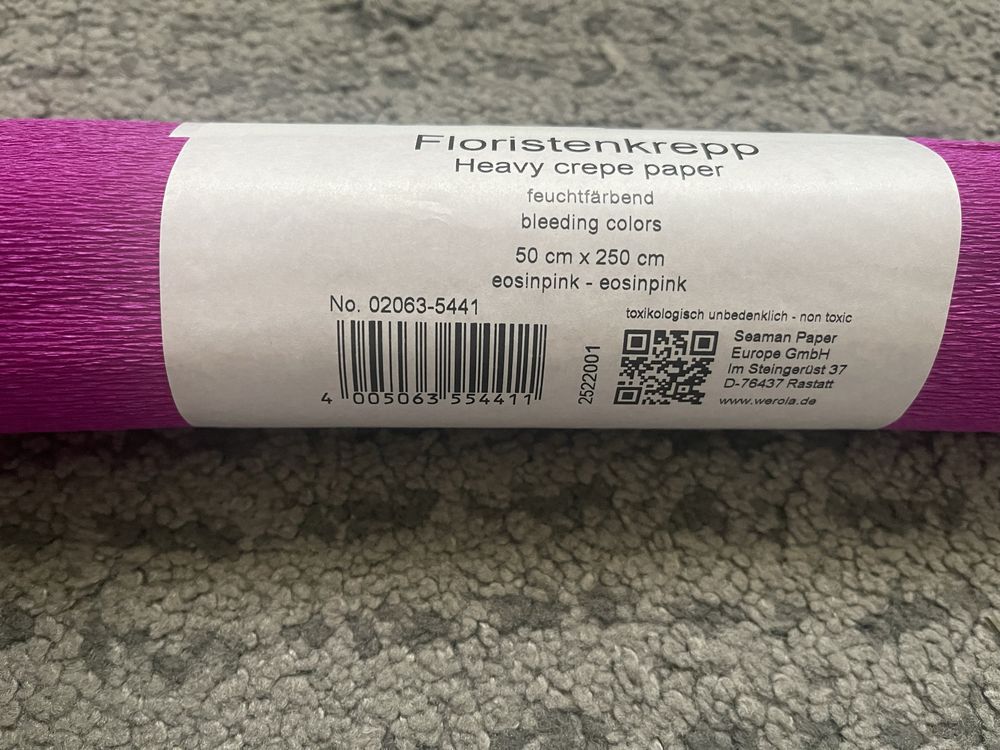 Floristenkrepp
Heavy crepe paper
feuchtfärbend
bleeding colors
50 cm x 250 cm
eosinpink - eosinpink
No. 02063-5441
4 005063 554411
2522001
toxikologisch unbedenklich - non toxic
Seaman Paper
Europe GmbH
Im Steingerüst 37
D-76437 Rastatt
www.werola.de